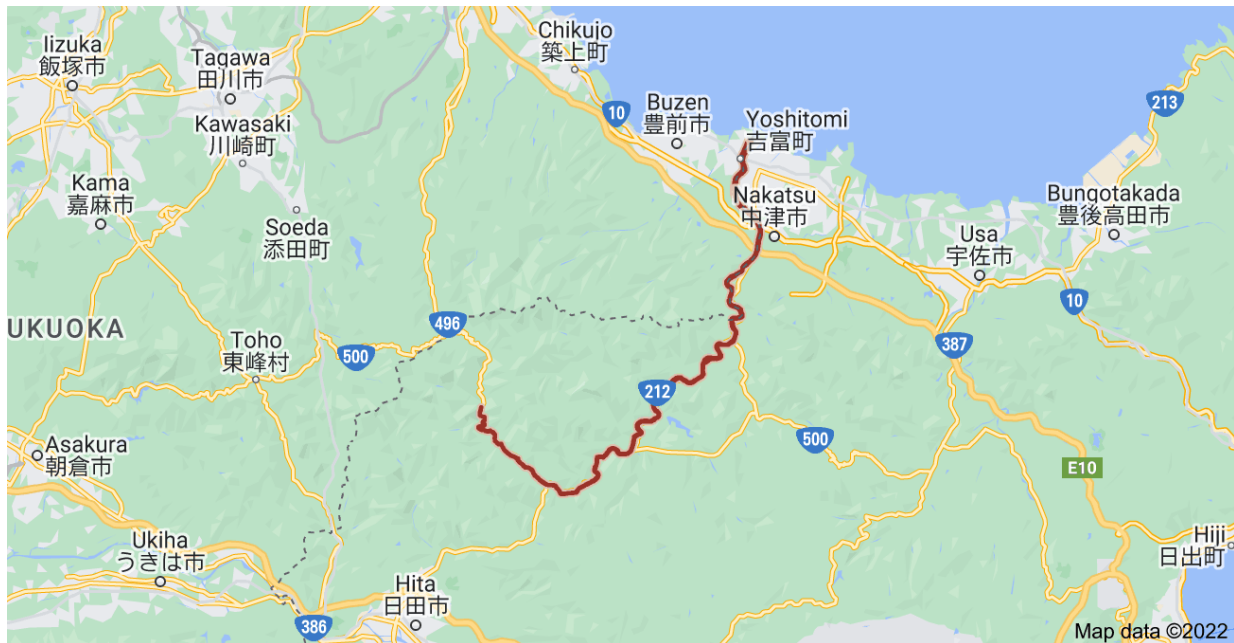 Chikujo
築上町
Iizuka
飯塚市
Tagawa
田川市
213
10
Buzen
豊前市
Yoshitomi
吉富町
Kawasaki
川崎町
Kama
嘉麻市
Nakatsu
中津市
Bungotakada
豊後高田市
Soeda
添田町
Usa
宇佐市
10
UKUOKA
496
387
Toho
東峰村
500
212
Asakura
朝倉市
500
E10
Ukiha
うきは市
Hiji
日出町
Hita
日田市
386
Map data ©2022